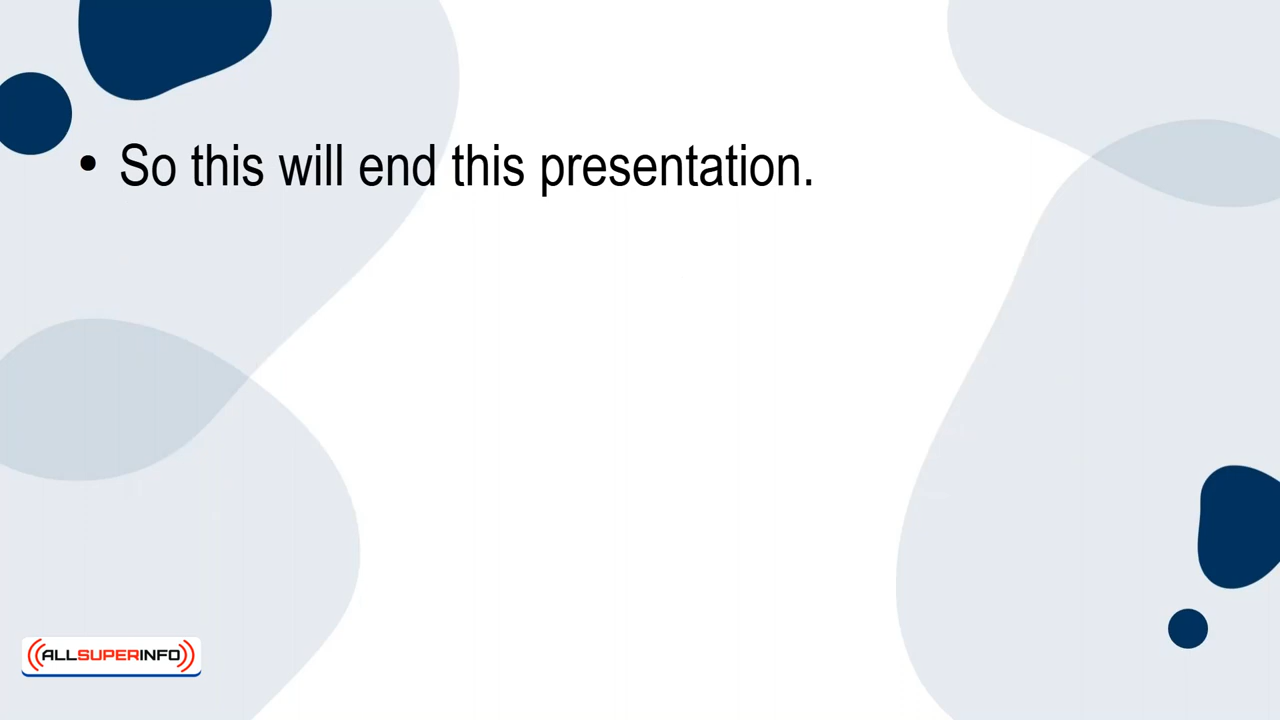 • So this will end this presentation.
((ALLSUPERINFO))